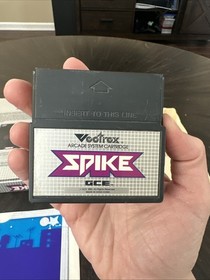 INSERT TO THIS LINE
Vectrex
ARCADE SYSTEM CARTRIDGE
SPIKE
GCE